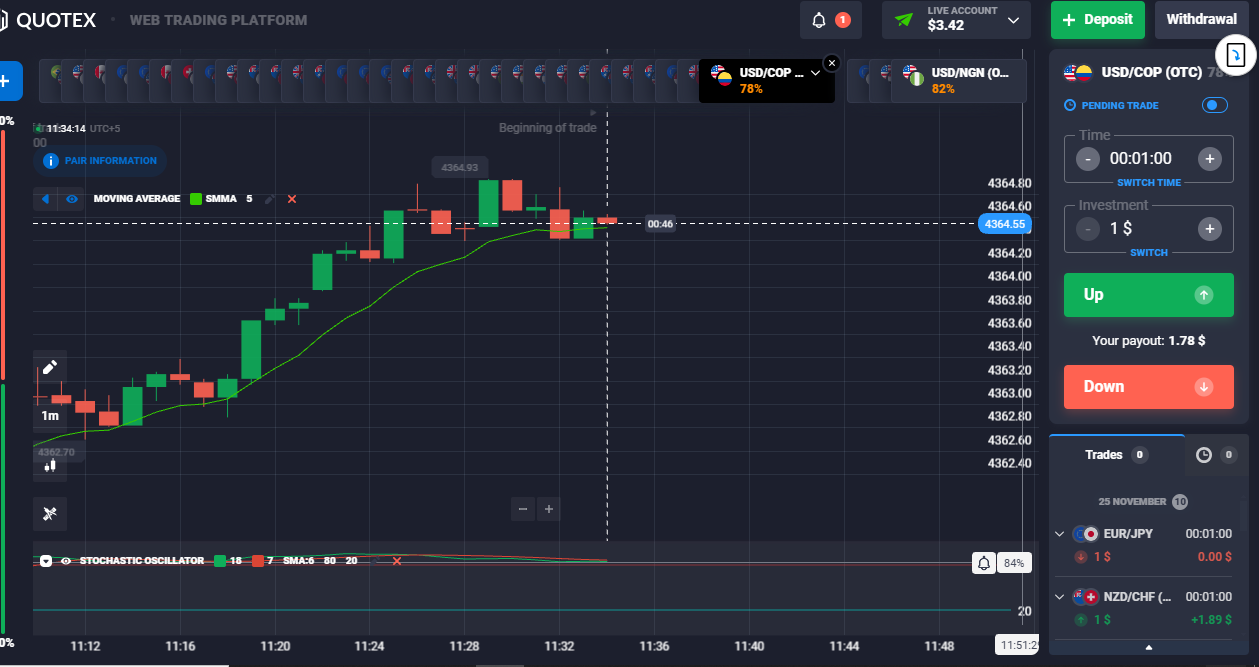 QUOTEX
WEB TRADING PLATFORM
1
LIVE ACCOUNT
$3.42
+ Deposit
Withdrawal
+
USD/COP ...
78%
USD/NGN (O...
82%
USD/COP (OTC)
0%
11:34:14 UTC+5
00
Beginning of trade
PENDING TRADE
i PAIR INFORMATION
Time
- 00:01:00 +
SWITCH TIME
4364.93
MOVING AVERAGE SMMA 5
Investment
- 1 $ +
SWITCH
00:46
4364.80
4364.60
4364.55
4364.20
4364.00
4363.80
4363.60
4363.40
4363.20
4363.00
4362.80
4362.60
4362.40
Up
Your payout: 1.78 $
Down
1m
4362.70
- +
Trades 0
0
25 NOVEMBER 10
EUR/JPY 00:01:00
1 $ 0.00 $
NZD/CHF (... 00:01:00
1 $ +1.89 $
STOCHASTIC OSCILLATOR 18 7 SMA:6 80 20
84%
20
0%
11:12 11:16 11:20 11:24 11:28 11:32 11:36 11:40 11:44 11:48